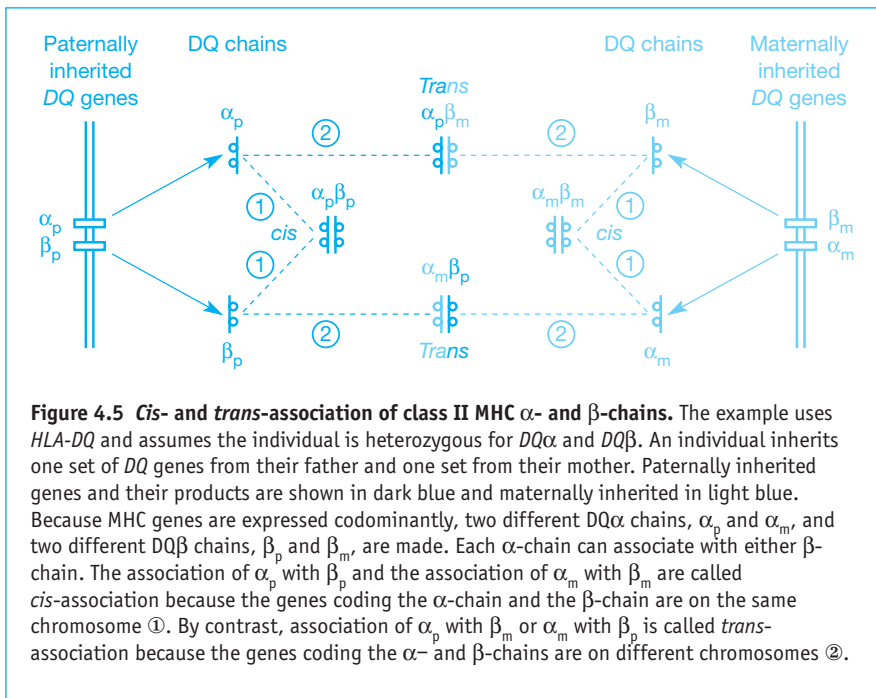 Paternally
inherited
DQ genes
DQ chains
DQ chains
Maternally
inherited
DQ genes
Trans
αp
②
αpβm
②
βm
①
αpβp
αmβm
①
αp
βp
cis
cis
βm
αm
①
αmβp
①
②
②
βp
Trans
αm
Figure 4.5 Cis- and trans-association of class II MHC α- and β-chains. The example uses
HLA-DQ and assumes the individual is heterozygous for DQα and DQβ. An individual inherits
one set of DQ genes from their father and one set from their mother. Paternally inherited
genes and their products are shown in dark blue and maternally inherited in light blue.
Because MHC genes are expressed codominantly, two different DQα chains, αp and αm, and
two different DQβ chains, βp and βm, are made. Each α-chain can associate with either β-
chain. The association of αp with βp and the association of αm with βm are called
cis-association because the genes coding the α-chain and the β-chain are on the same
chromosome ①. By contrast, association of αp with βm or αm with βp is called trans-
association because the genes coding the α– and β-chains are on different chromosomes ②.